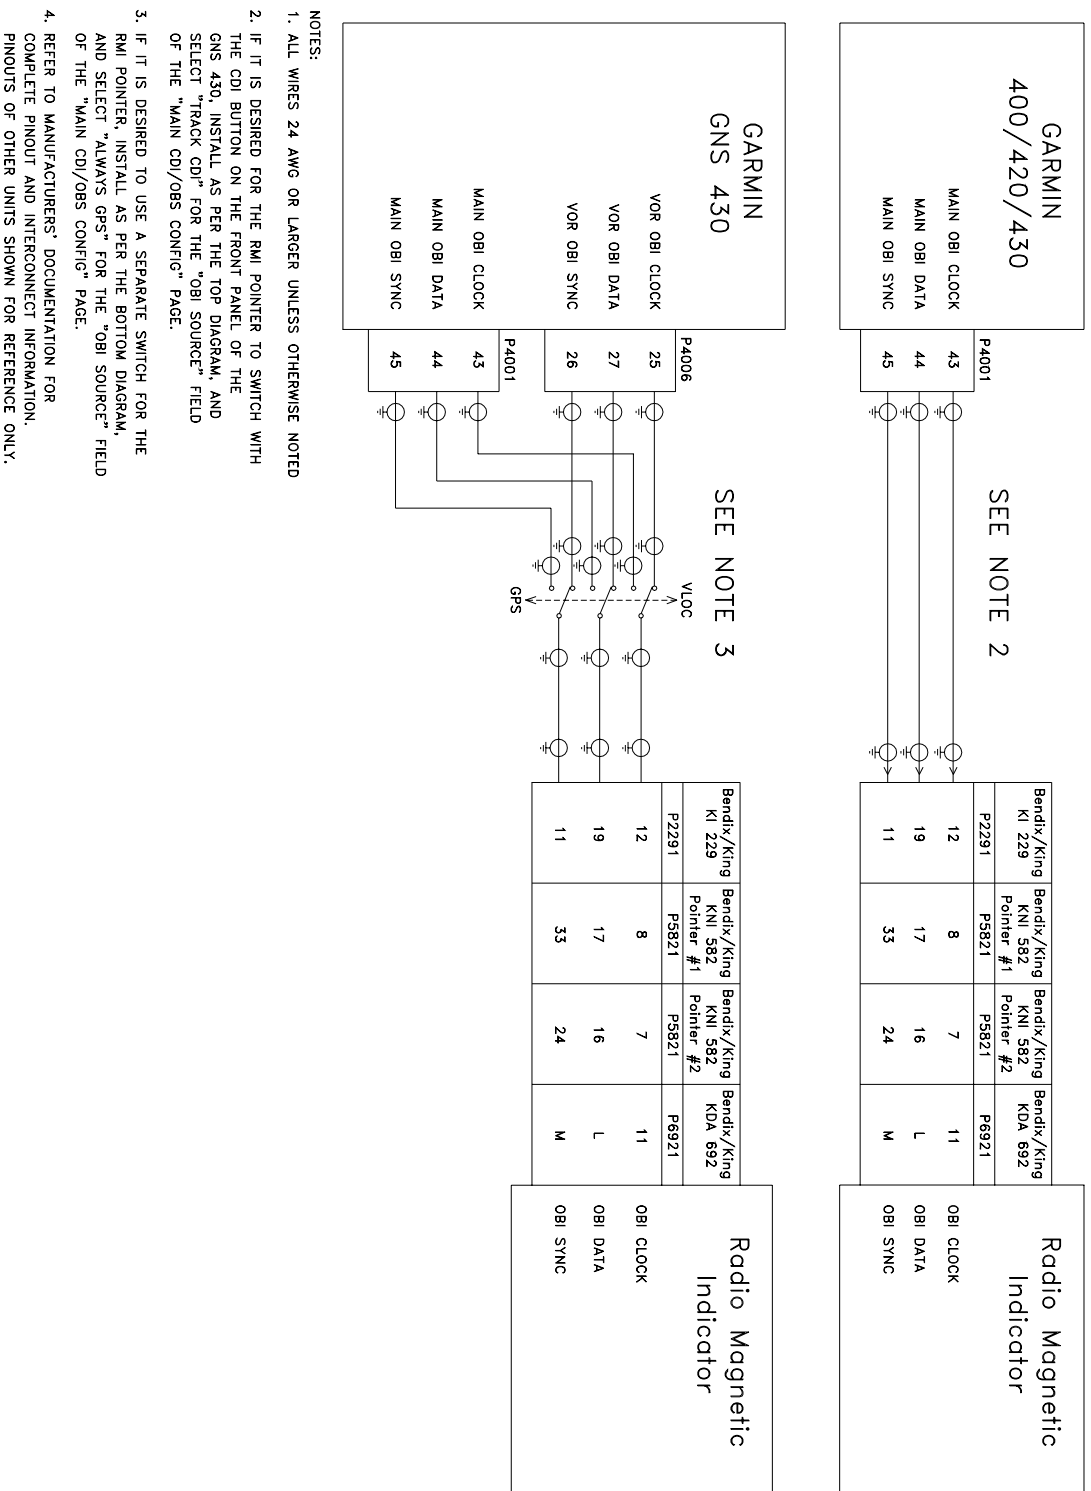 GARMIN
400/420/430
MAIN OBI CLOCK
MAIN OBI DATA
MAIN OBI SYNC
P4001
43
44
45
SEE NOTE 2
Bendix/King
KI 229
P2291
12
19
11
Bendix/King
KNI 582
Pointer #1
P5821
8
17
33
Bendix/King
KNI 582
Pointer #2
P5821
7
16
24
Bendix/King
KDA 692
P6921
11
L
M
Radio Magnetic
Indicator
OBI CLOCK
OBI DATA
OBI SYNC
GARMIN
GNS 430
VOR OBI CLOCK
VOR OBI DATA
VOR OBI SYNC
MAIN OBI CLOCK
MAIN OBI DATA
MAIN OBI SYNC
P4006
25
27
26
P4001
43
44
45
SEE NOTE 3
VLOC
GPS
Bendix/King
KI 229
P2291
12
19
11
Bendix/King
KNI 582
Pointer #1
P5821
8
17
33
Bendix/King
KNI 582
Pointer #2
P5821
7
16
24
Bendix/King
KDA 692
P6921
11
L
M
Radio Magnetic
Indicator
OBI CLOCK
OBI DATA
OBI SYNC
NOTES:
1. ALL WIRES 24 AWG OR LARGER UNLESS OTHERWISE NOTED
2. IF IT IS DESIRED FOR THE RMI POINTER TO SWITCH WITH
THE CDI BUTTON ON THE FRONT PANEL OF THE
GNS 430, INSTALL AS PER THE TOP DIAGRAM, AND
SELECT "TRACK CDI" FOR THE "OBI SOURCE" FIELD
OF THE "MAIN CDI/OBS CONFIG" PAGE.
3. IF IT IS DESIRED TO USE A SEPARATE SWITCH FOR THE
RMI POINTER, INSTALL AS PER THE BOTTOM DIAGRAM,
AND SELECT "ALWAYS GPS" FOR THE "OBI SOURCE" FIELD
OF THE "MAIN CDI/OBS CONFIG" PAGE.
4. REFER TO MANUFACTURERS' DOCUMENTATION FOR
COMPLETE PINOUT AND INTERCONNECT INFORMATION.
PINOUTS OF OTHER UNITS SHOWN FOR REFERENCE ONLY.